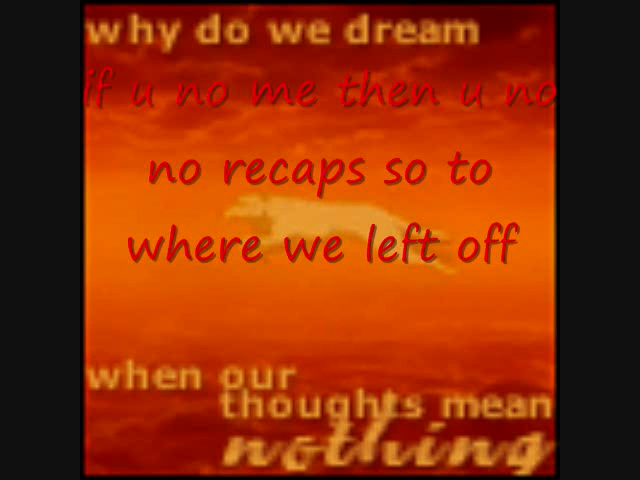 why do we dream
if u no me then u no
no recaps so to
where we left off
when our
thoughts mean
nothing